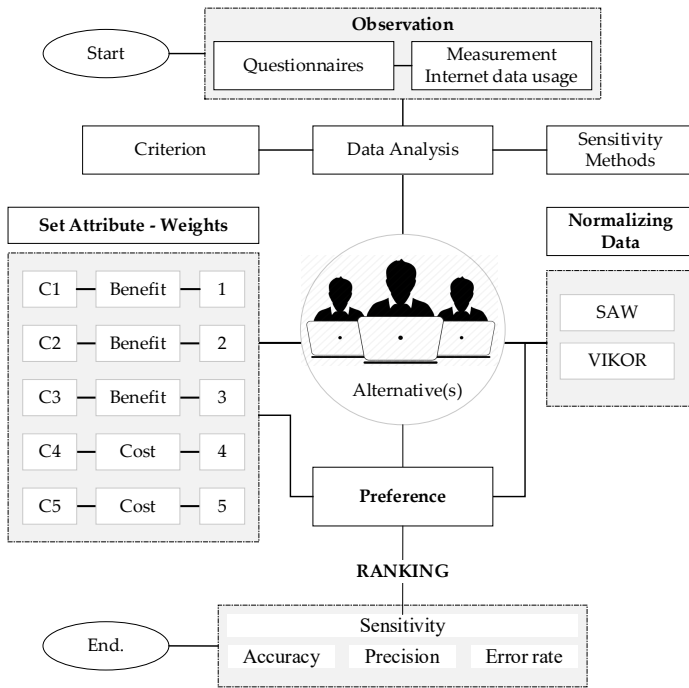 Observation
Start
Questionnaires
Measurement
Internet data usage
Criterion
Data Analysis
Sensitivity
Methods
Set Attribute - Weights
Normalizing
Data
C1 Benefit 1
C2 Benefit 2
C3 Benefit 3
C4 Cost 4
C5 Cost 5
Alternative(s)
SAW
VIKOR
Preference
RANKING
End.
Sensitivity
Accuracy Precision Error rate